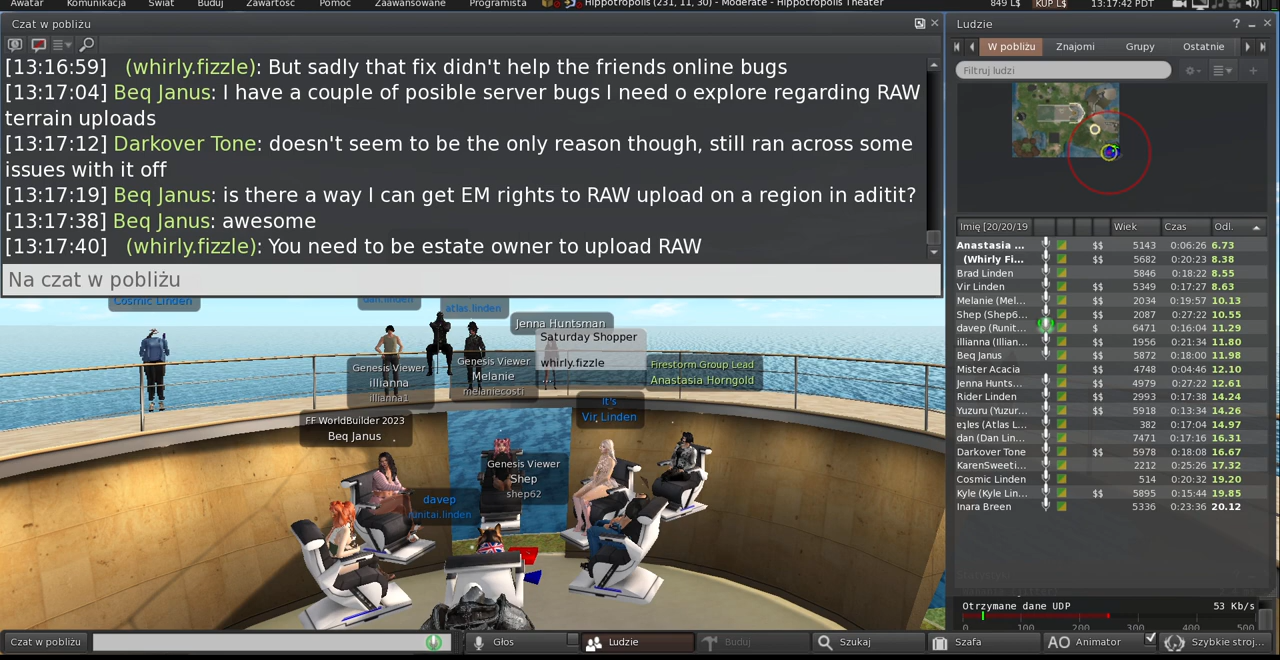 Awatar Komunikacja Świat Buduj Zawartość Pomoc Zaawansowane Programista Hippotropolis (231, 11, 30) - Moderate - Hippotropolis Theater 849 L$ KUP L$ 13:17:42 PDT
Czat w pobliżu
[13:16:59] (whirly.fizzle): But sadly that fix didn't help the friends online bugs
[13:17:04] Beq Janus: I have a couple of posible server bugs I need o explore regarding RAW
terrain uploads
[13:17:12] Darkover Tone: doesn't seem to be the only reason though, still ran across some
issues with it off
[13:17:19] Beq Janus: is there a way I can get EM rights to RAW upload on a region in aditit?
[13:17:38] Beq Janus: awesome
[13:17:40] (whirly.fizzle): You need to be estate owner to upload RAW
Na czat w pobliżu
Ludzie
W pobliżu Znajomi Grupy Ostatnie
Filtruj ludzi
Imię [20/20/19 Wiek Czas Odl.
Anastasia ... $$ 5143 0:06:26 6.73
(Whirly Fi... $$ 5682 0:20:23 8.38
Brad Linden 5846 0:18:22 8.55
Vir Linden $$ 5349 0:17:27 8.63
Melanie (Mel... $$ 2034 0:19:57 10.13
Shep (Shep6... $$ 2087 0:27:22 10.55
davep (Runit... $ 6471 0:16:04 11.29
illianna (Illian... $$ 1956 0:21:34 11.80
Beq Janus $$ 5872 0:18:00 11.98
Mister Acacia $$ 4748 0:04:46 12.10
Jenna Hunts... $$ 4979 0:27:22 12.61
Rider Linden $$ 2993 0:17:38 14.24
Yuzuru (Yuzur... $$ 5918 0:13:34 14.26
(Atlas L... 382 0:17:04 14.97
dan (Dan Lin... 7471 0:17:16 16.31
Darkover Tone $$ 5978 0:18:08 16.67
KarenSweeti... 2212 0:25:26 17.32
Cosmic Linden 514 0:20:32 19.20
Kyle (Kyle Lin... $$ 5895 0:15:44 19.85
Inara Breen 5336 0:23:36 20.12
Cosmic Linden
dan.linden
atlas.linden
Jenna Huntsman
Saturday Shopper
whirly.fizzle
...
Genesis Viewer
illianna
illianna1
Genesis Viewer
Melanie
melaniecosti
Firestorm Group Lead
Anastasia Horngold
It's
Vir Linden
FF WorldBuilder 2023
Beq Janus
Genesis Viewer
Shep
shep62
davep
runitai.linden
Otrzymane dane UDP 53 Kb/s
0 100 200 300 400 500
Czat w pobliżu Głos Ludzie Buduj Szukaj Szafa AO Animator Szybkie stroj...